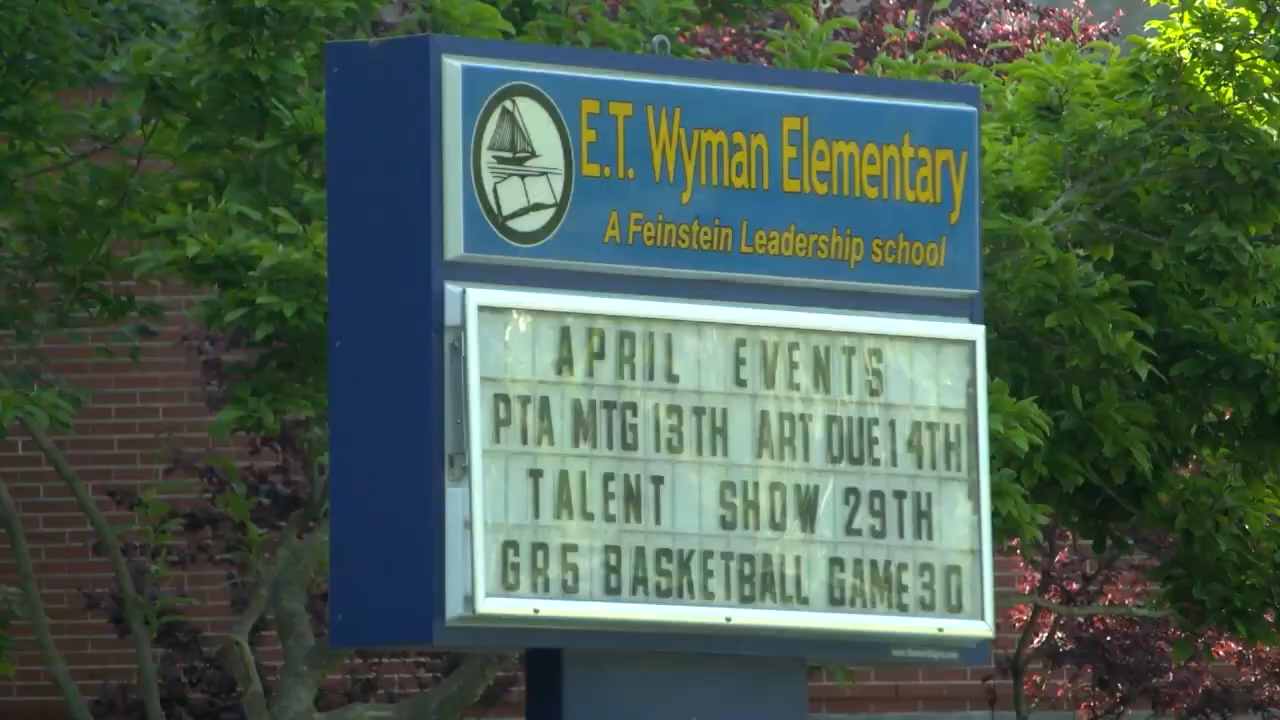 E.T. Wyman Elementary
A Feinstein Leadership school
APRIL EVENTS
PTA MTG 13TH ART DUE 14TH
TALENT SHOW 29TH
GR5 BASKETBALL GAME 30